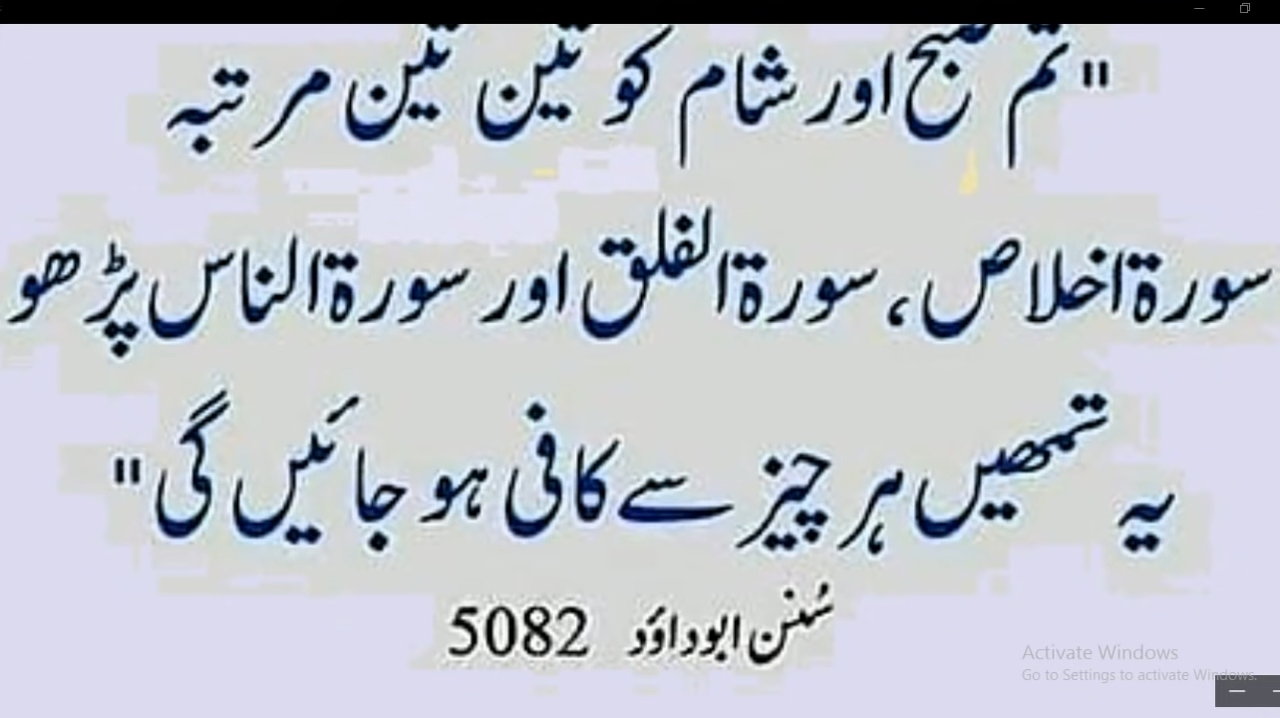 "تم صبح اور شام کو تین تین مرتبہ
سورۃ اخلاص، سورۃ الفلق اور سورۃ الناس پڑھو
یہ تمھیں ہر چیز سے کافی ہو جائیں گی"
سُنن ابوداؤد 5082
Activate Windows
Go to Settings to activate Windows.